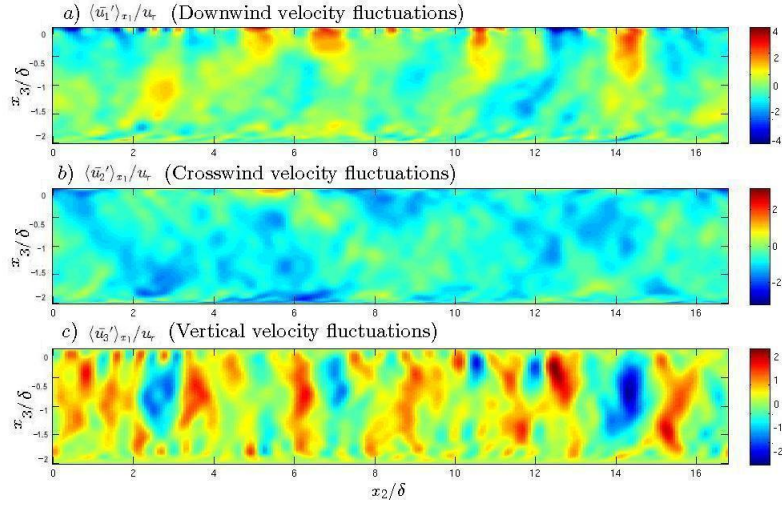 a) ⟨ū₁′⟩ₓ₁/uτ (Downwind velocity fluctuations)
x₃/δ
0
-0.5
-1
-1.5
-2
0 2 4 6 8 10 12 14 16
4
2
0
-2
-4
b) ⟨ū₂′⟩ₓ₁/uτ (Crosswind velocity fluctuations)
x₃/δ
0
-0.5
-1
-1.5
-2
0 2 4 6 8 10 12 14 16
2
0
-2
c) ⟨ū₃′⟩ₓ₁/uτ (Vertical velocity fluctuations)
x₃/δ
0
-0.5
-1
-1.5
-2
0 2 4 6 8 10 12 14 16
2
1
0
-1
-2
x₂/δ